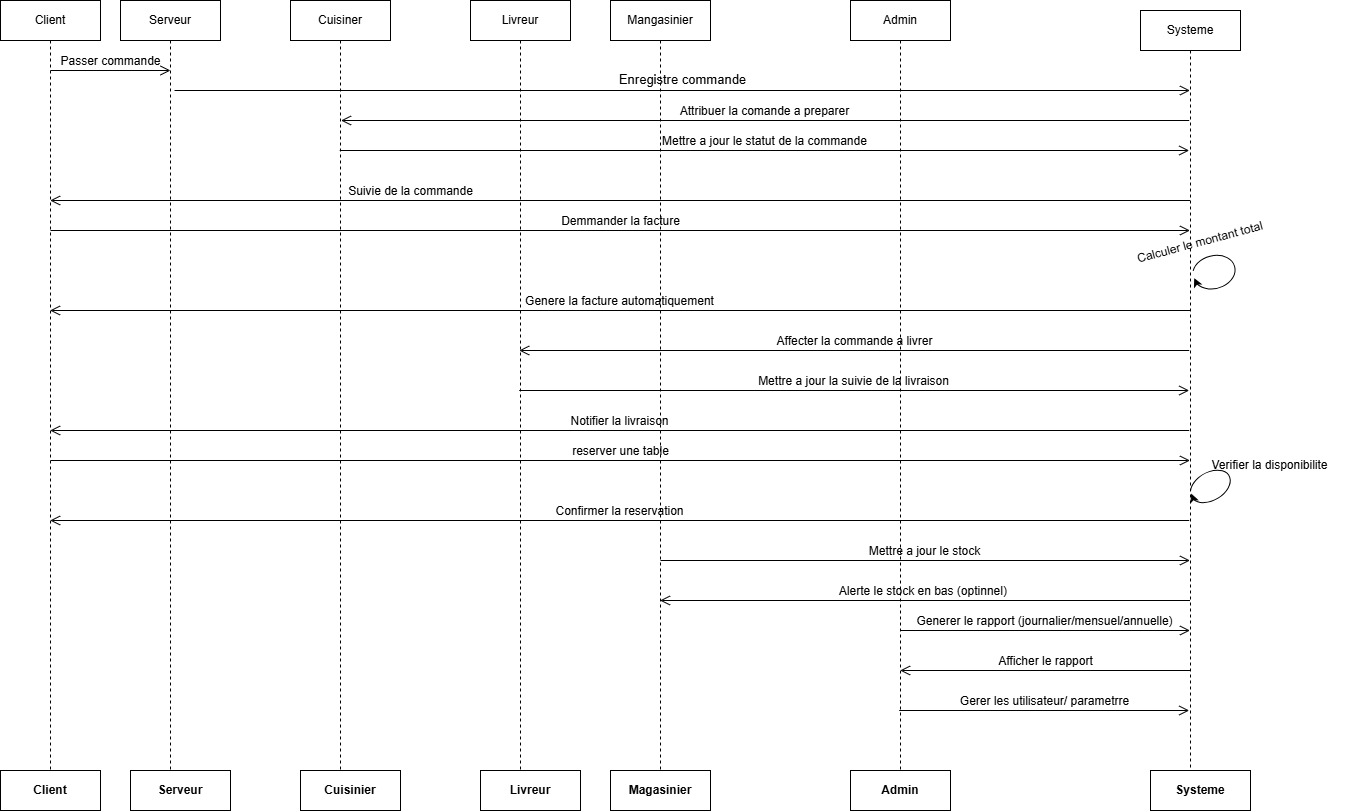 Client
Serveur
Cuisiner
Livreur
Mangasinier
Admin
Systeme
Passer commande
Enregistre commande
Attribuer la comande a preparer
Mettre a jour le statut de la commande
Suivie de la commande
Demmander la facture
Calculer le montant total
Genere la facture automatiquement
Affecter la commande a livrer
Mettre a jour la suivie de la livraison
Notifier la livraison
reserver une table
Verifier la disponibilite
Confirmer la reservation
Mettre a jour le stock
Alerte le stock en bas (optinnel)
Generer le rapport (journalier/mensuel/annuelle)
Afficher le rapport
Gerer les utilisateur/ parametrre
Client
Serveur
Cuisinier
Livreur
Magasinier
Admin
Systeme